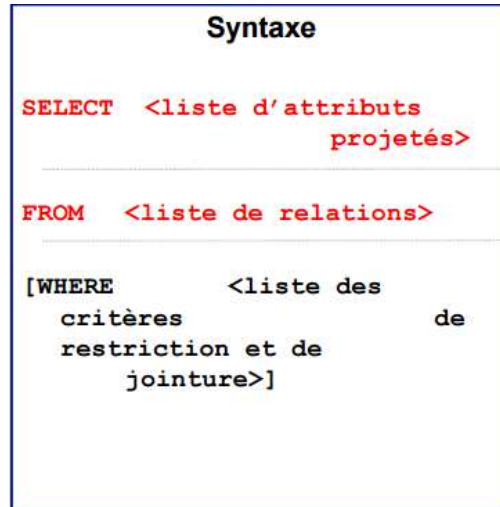 Syntaxe
SELECT <liste d’attributs
projetés>
FROM <liste de relations>
[WHERE <liste des
critères de
restriction et de
jointure>]